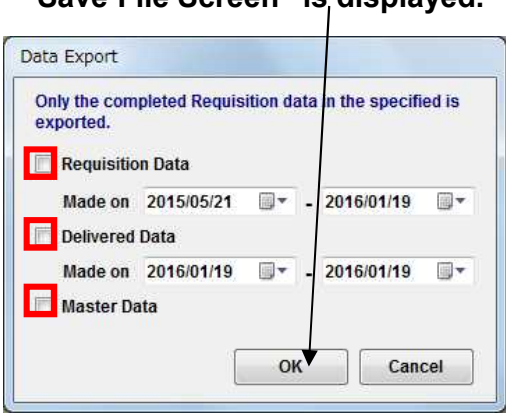 Save File Screen" is displayed.
Data Export
Only the completed Requisition data in the specified is
exported.
Requisition Data
Made on 2015/05/21 - 2016/01/19
Delivered Data
Made on 2016/01/19 - 2016/01/19
Master Data
OK Cancel